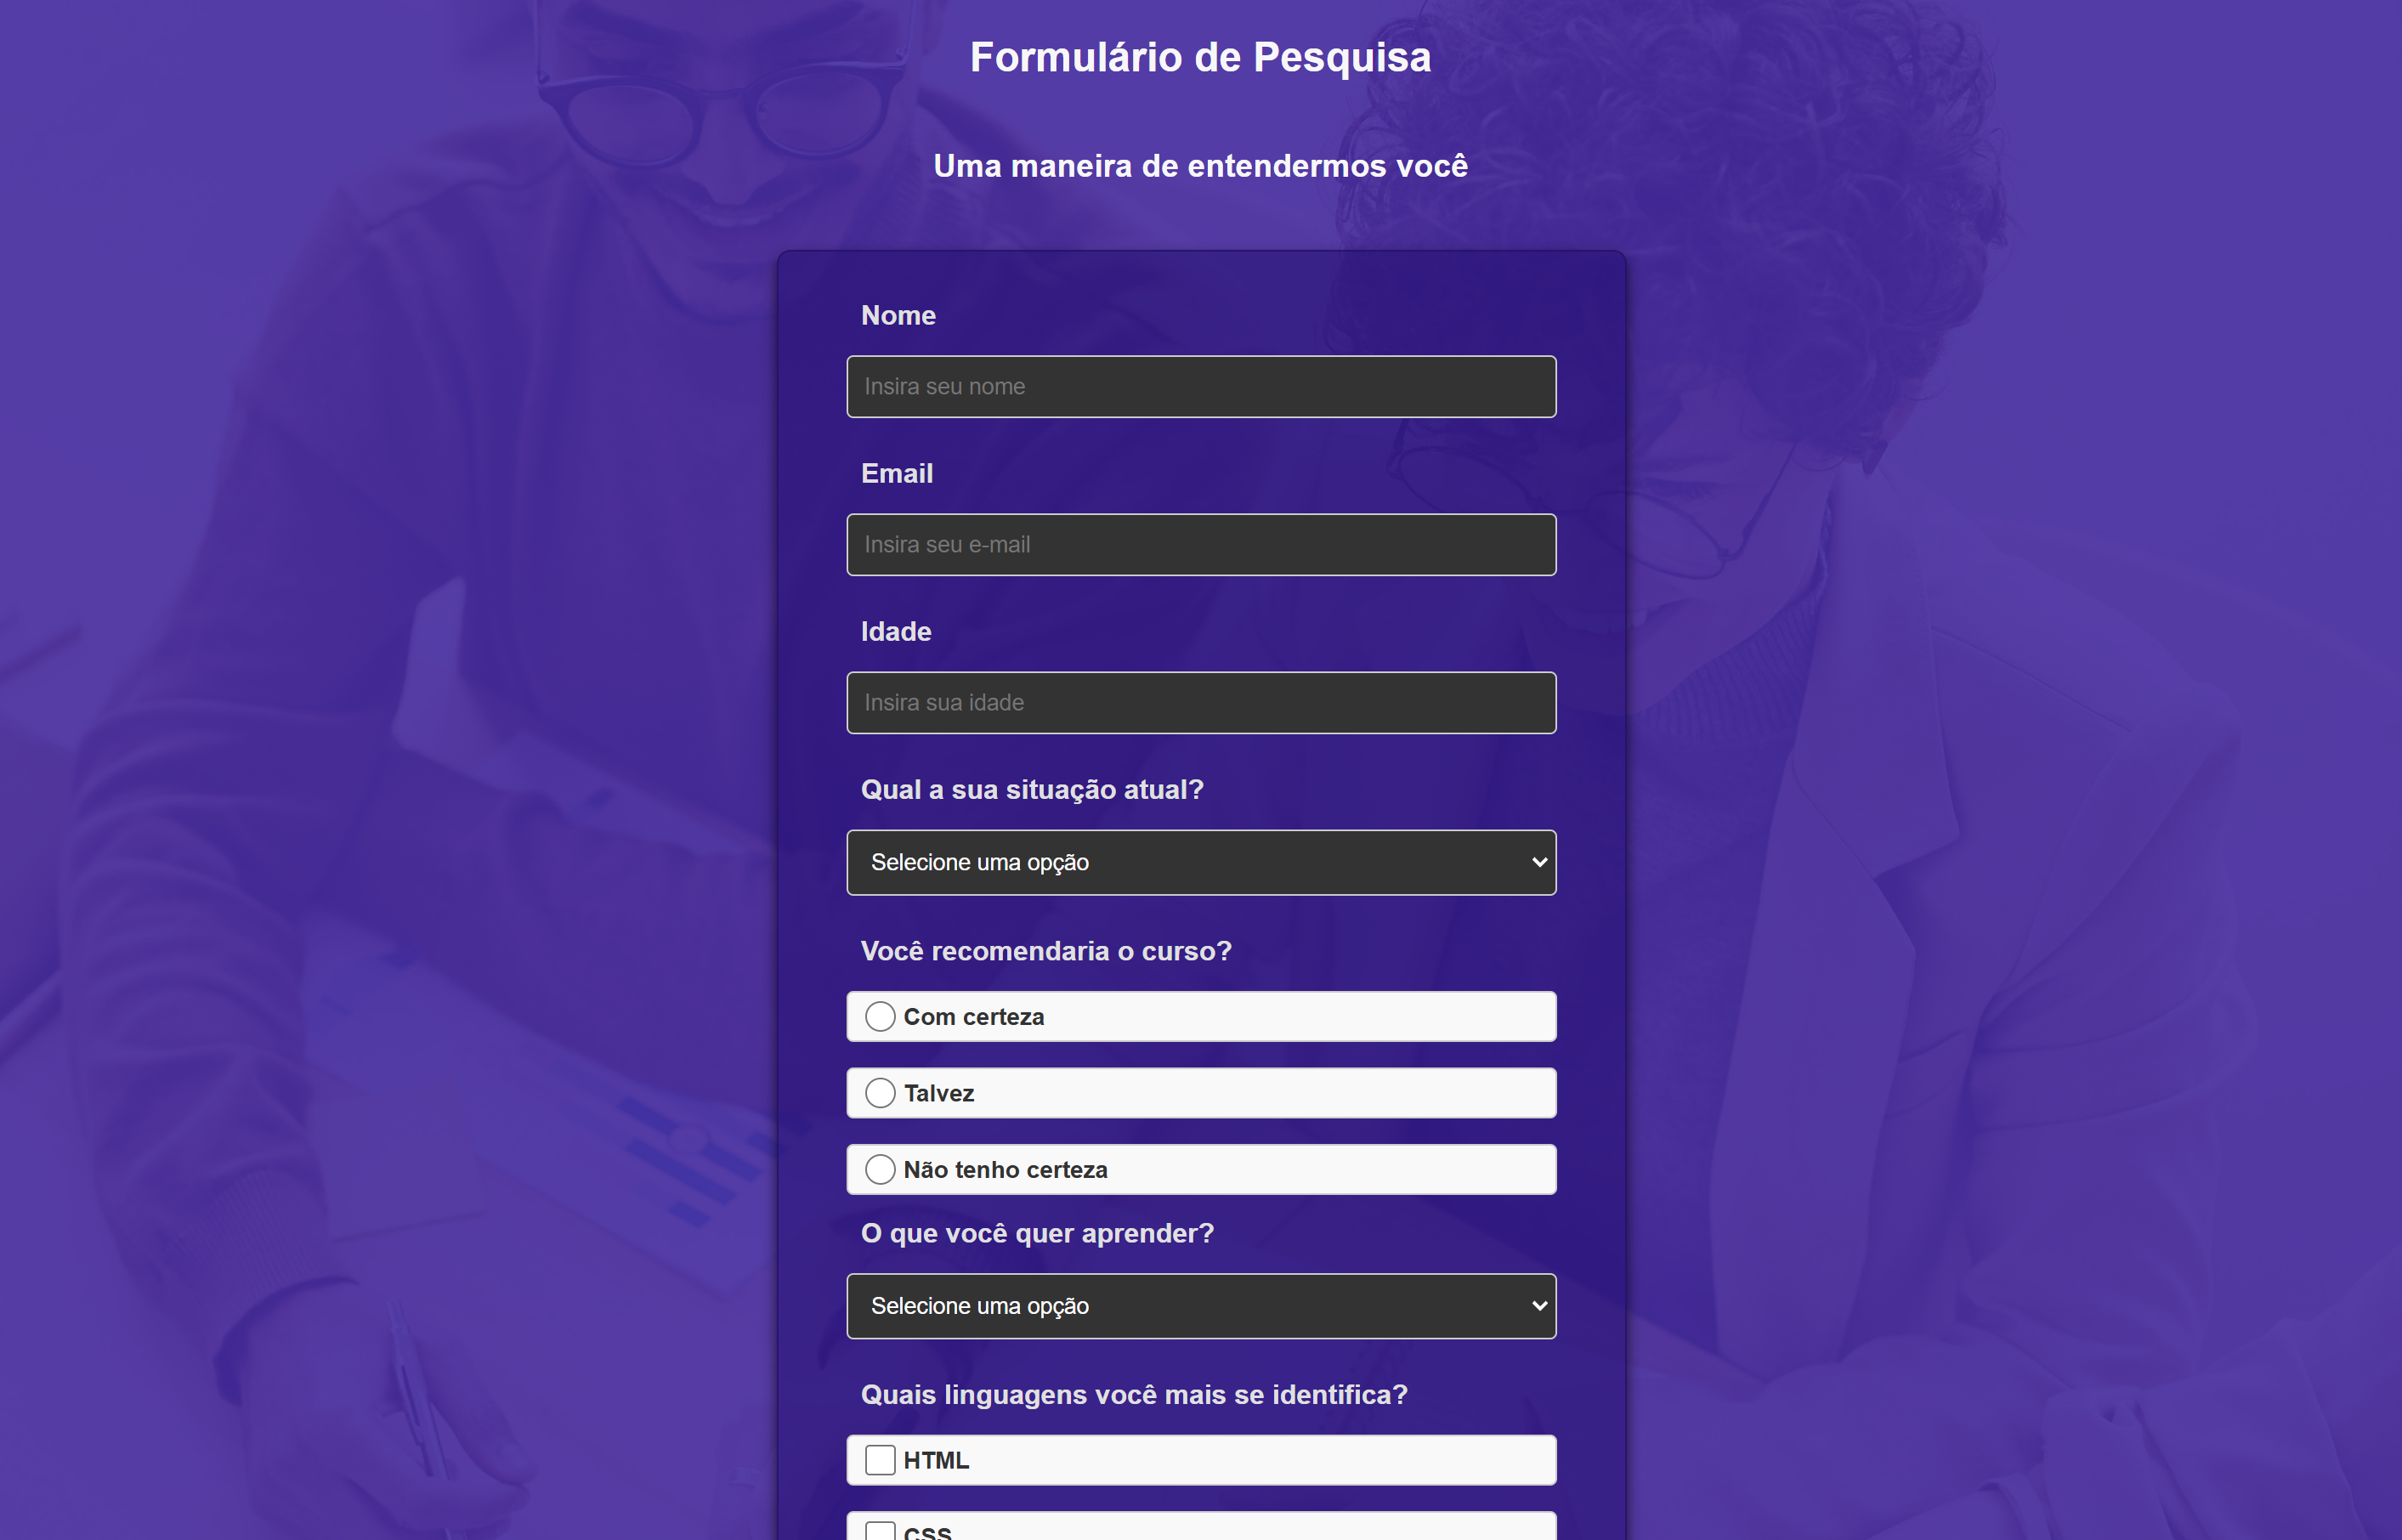 Formulário de Pesquisa
Uma maneira de entendermos você
Nome
Insira seu nome
Email
Insira seu e-mail
Idade
Insira sua idade
Qual a sua situação atual?
Selecione uma opção
Você recomendaria o curso?
Com certeza
Talvez
Não tenho certeza
O que você quer aprender?
Selecione uma opção
Quais linguagens você mais se identifica?
HTML
CSS